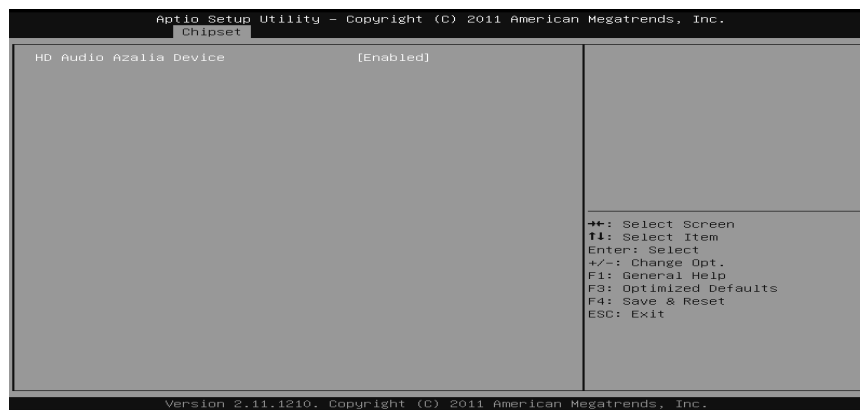 Aptio Setup Utility – Copyright (C) 2011 American Megatrends, Inc.
Chipset
HD Audio Azalia Device [Enabled]
→←: Select Screen
↑↓: Select Item
Enter: Select
+/-: Change Opt.
F1: General Help
F3: Optimized Defaults
F4: Save & Reset
ESC: Exit
Version 2.11.1210. Copyright (C) 2011 American Megatrends, Inc.